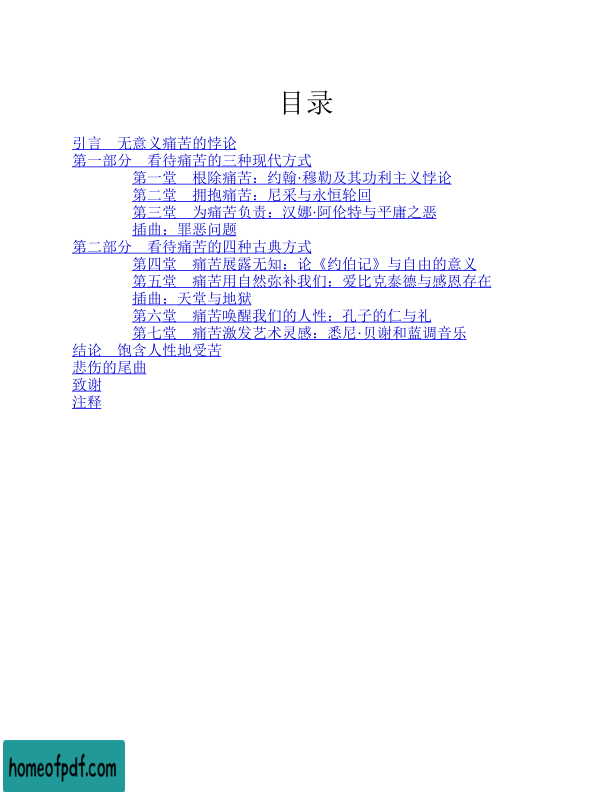 目录
引言　无意义痛苦的悖论
第一部分　看待痛苦的三种现代方式
第一堂　根除痛苦：约翰·穆勒及其功利主义悖论
第二堂　拥抱痛苦：尼采与永恒轮回
第三堂　为痛苦负责：汉娜·阿伦特与平庸之恶
插曲：罪恶问题
第二部分　看待痛苦的四种古典方式
第四堂　痛苦展露无知：论《约伯记》与自由的意义
第五堂　痛苦用自然弥补我们：爱比克泰德与感恩存在
插曲：天堂与地狱
第六堂　痛苦唤醒我们的人性：孔子的仁与礼
第七堂　痛苦激发艺术灵感：悉尼·贝谢和蓝调音乐
结论　饱含人性地受苦
悲伤的尾曲
致谢
注释
homeofpdf.com